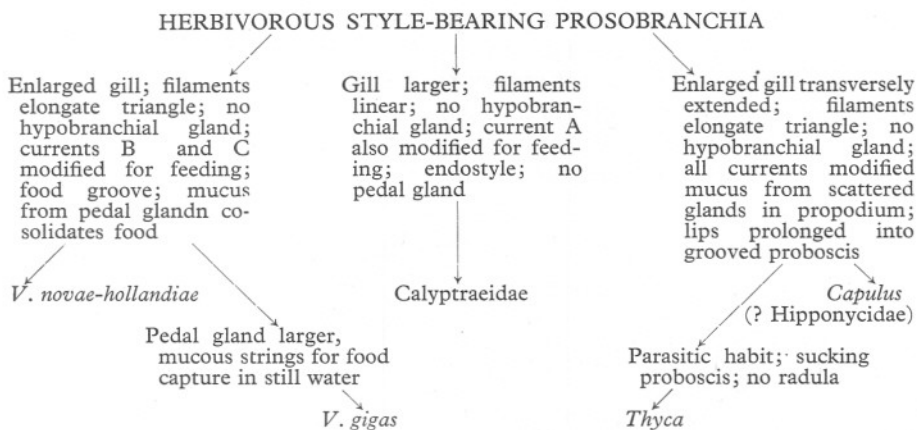 HERBIVOROUS STYLE-BEARING PROSOBRANCHIA
Enlarged gill; filaments
elongate triangle; no
hypobranchial gland;
currents B and C
modified for feeding;
food groove; mucus
from pedal glandn co-
solidates food
Gill larger; filaments
linear; no hypobran-
chial gland; current A
also modified for feed-
ing; endostyle; no
pedal gland
Enlarged gill transversely
extended; filaments
elongate triangle; no
hypobranchial gland;
all currents modified
mucus from scattered
glands in propodium;
lips prolonged into
grooved proboscis
V. novae-hollandiae
Calyptraeidae
Capulus
(? Hipponycidae)
Pedal gland larger,
mucous strings for food
capture in still water
Parasitic habit; sucking
proboscis; no radula
V. gigas
Thyca